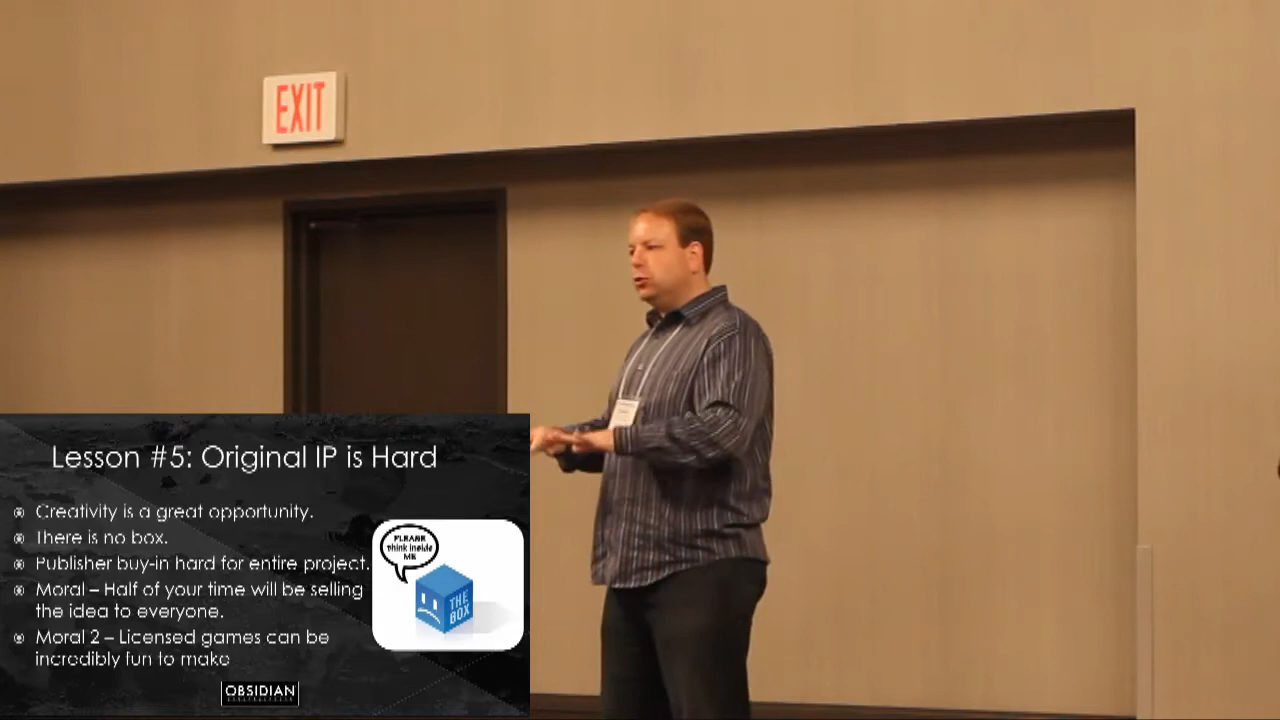 EXIT
Lesson #5: Original IP is Hard
Creativity is a great opportunity.
There is no box.
Publisher buy-in hard for entire project.
Moral – Half of your time will be selling
the idea to everyone.
Moral 2 – Licensed games can be
incredibly fun to make
PLEASE
think inside
ME
THE
BOX
OBSIDIAN